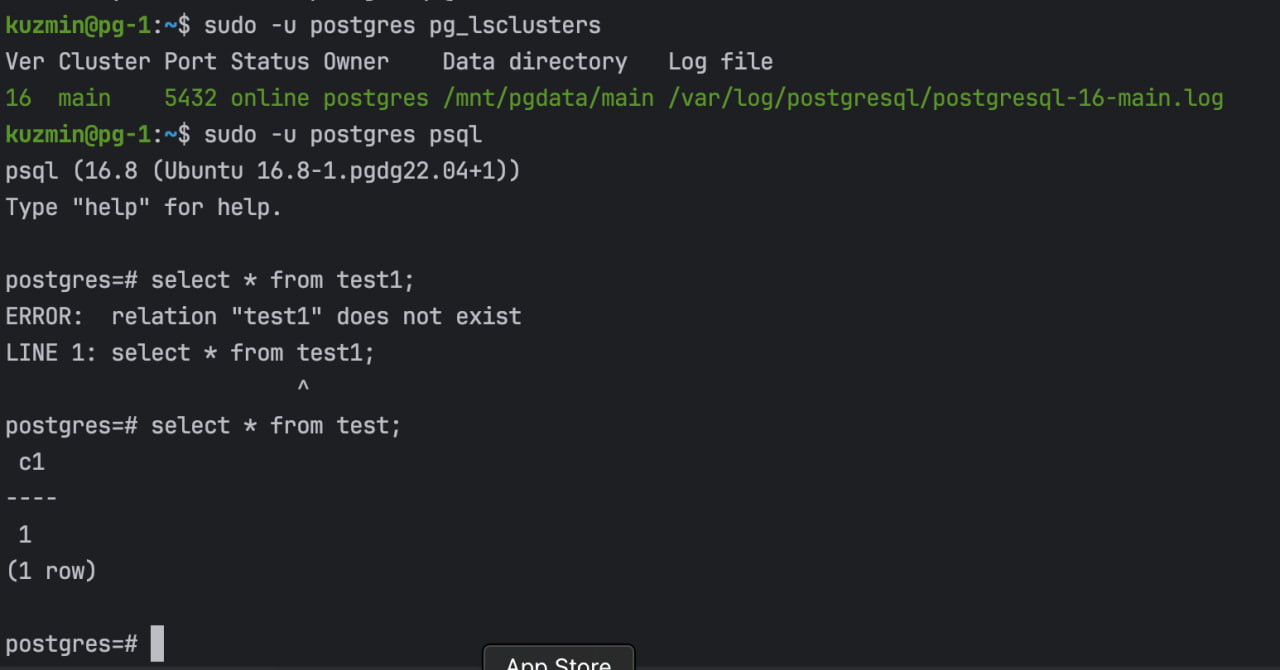 kuzmin@pg-1:~$ sudo -u postgres pg_lsclusters
Ver Cluster Port Status Owner    Data directory   Log file
16  main    5432 online postgres /mnt/pgdata/main /var/log/postgresql/postgresql-16-main.log
kuzmin@pg-1:~$ sudo -u postgres psql
psql (16.8 (Ubuntu 16.8-1.pgdg22.04+1))
Type "help" for help.

postgres=# select * from test1;
ERROR:  relation "test1" does not exist
LINE 1: select * from test1;
                      ^
postgres=# select * from test;
 c1
----
 1
(1 row)

postgres=#
App Store